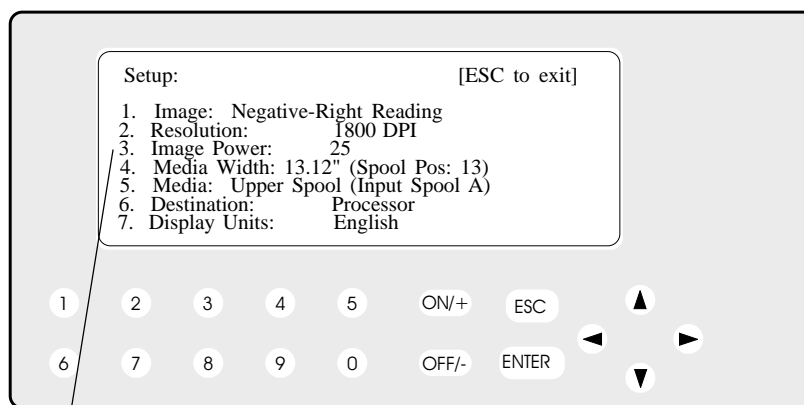 Setup: [ESC to exit]
1. Image: Negative-Right Reading
2. Resolution: 1800 DPI
3. Image Power: 25
4. Media Width: 13.12" (Spool Pos: 13)
5. Media: Upper Spool (Input Spool A)
6. Destination: Processor
7. Display Units: English
1 2 3 4 5 ON/+ ESC
6 7 8 9 0 OFF/- ENTER